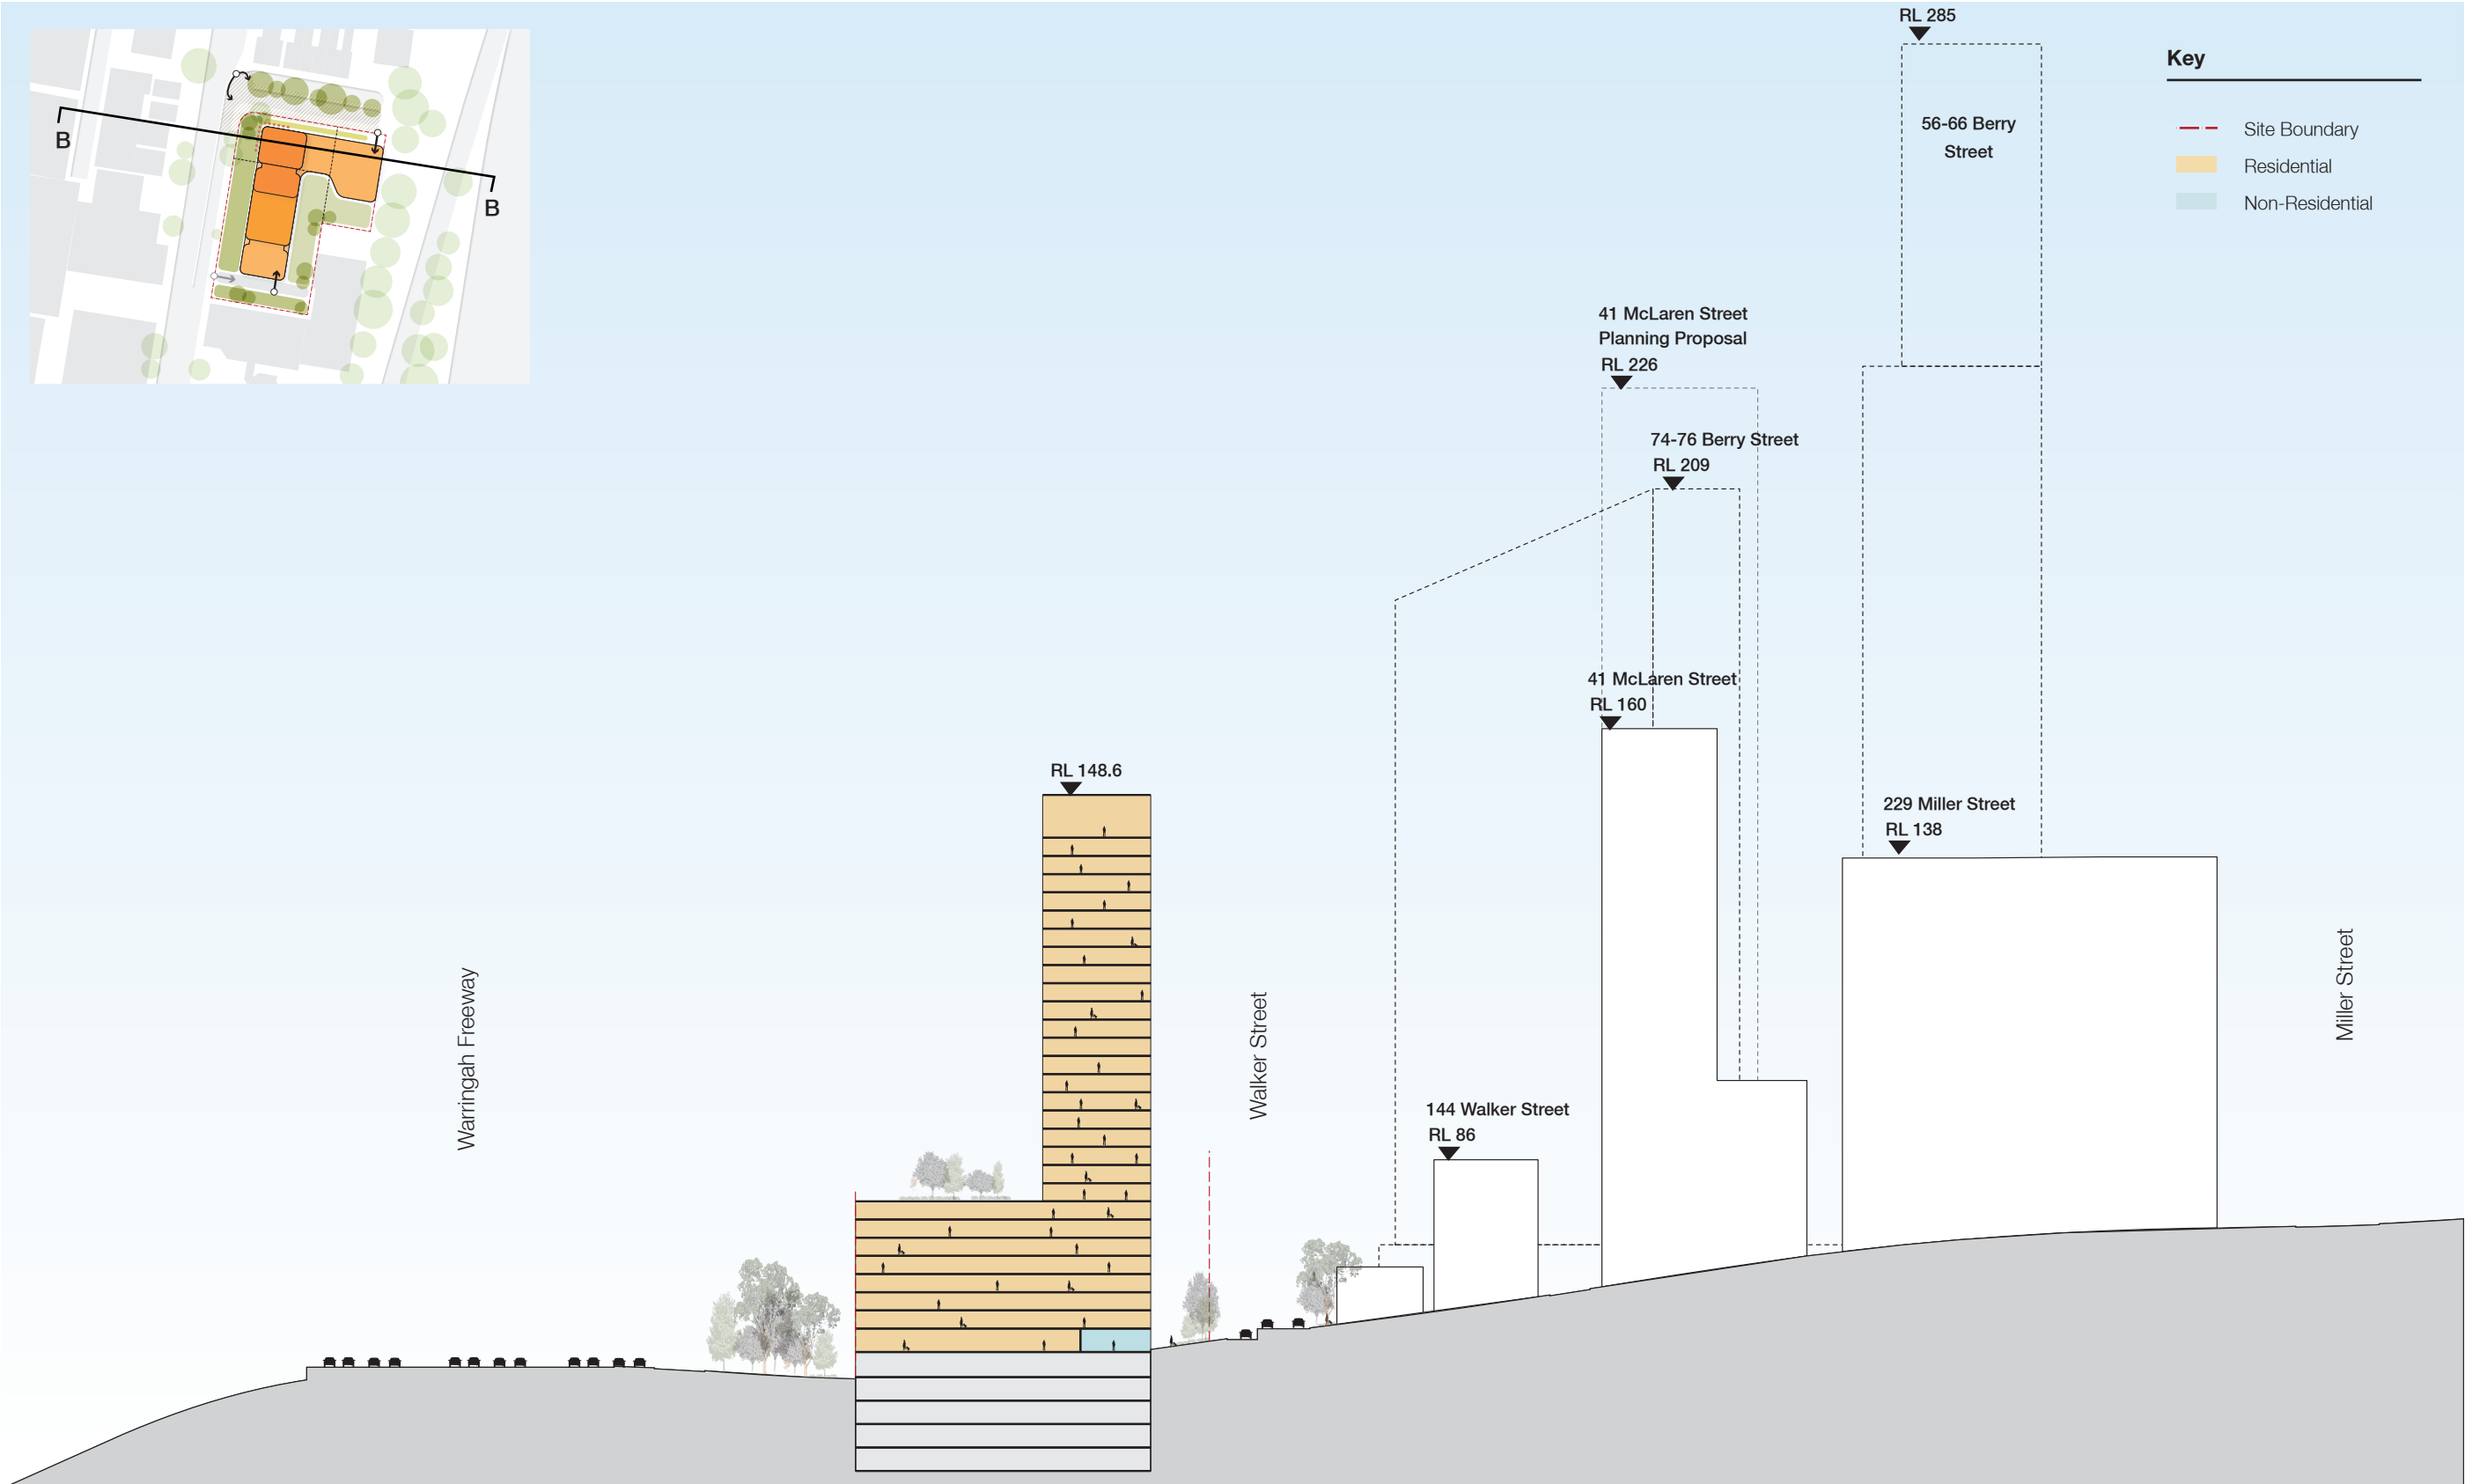 B
B
RL 285
56-66 Berry
Street
Key
Site Boundary
Residential
Non-Residential
41 McLaren Street
Planning Proposal
RL 226
74-76 Berry Street
RL 209
41 McLaren Street
RL 160
RL 148.6
229 Miller Street
RL 138
144 Walker Street
RL 86
Warringah Freeway
Walker Street
Miller Street